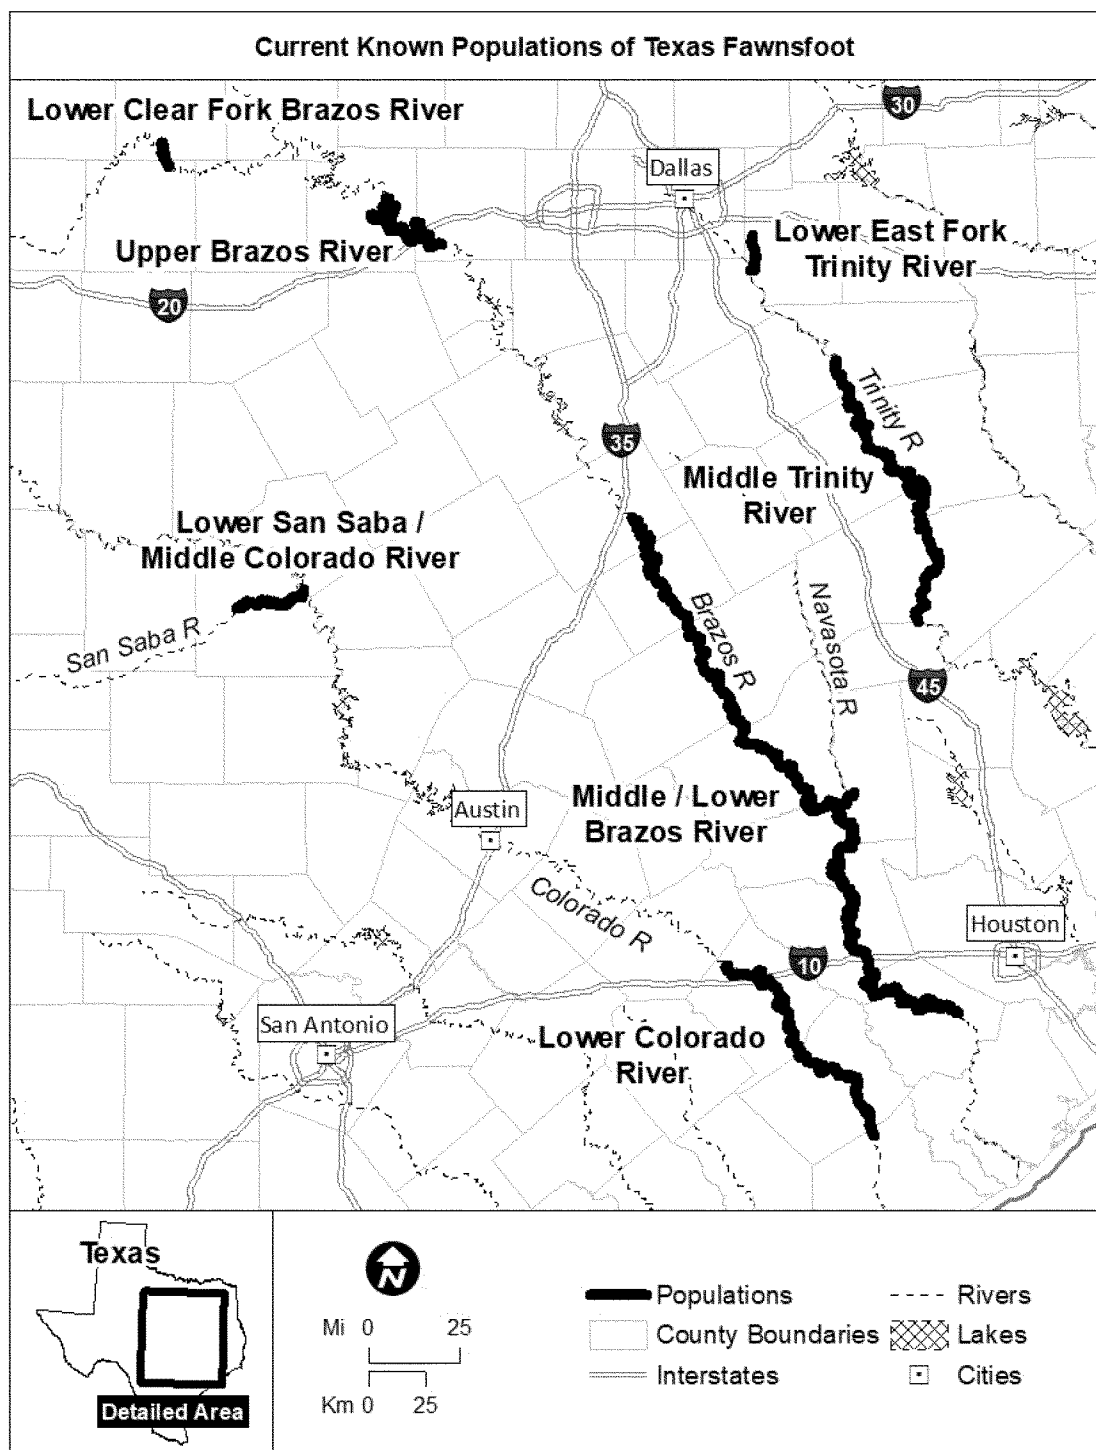 Current Known Populations of Texas Fawnsfoot
Lower Clear Fork Brazos River
30
Dallas
Upper Brazos River
Lower East Fork
Trinity River
20
Trinity R
35
Middle Trinity
River
Lower San Saba /
Middle Colorado River
San Saba R
Brazos R
Navasota R
45
Middle / Lower
Brazos River
Austin
Colorado R
Houston
10
San Antonio
Lower Colorado
River
Texas
Detailed Area
N
Mi 0 25
Km 0 25
Populations
County Boundaries
Interstates
Rivers
Lakes
Cities